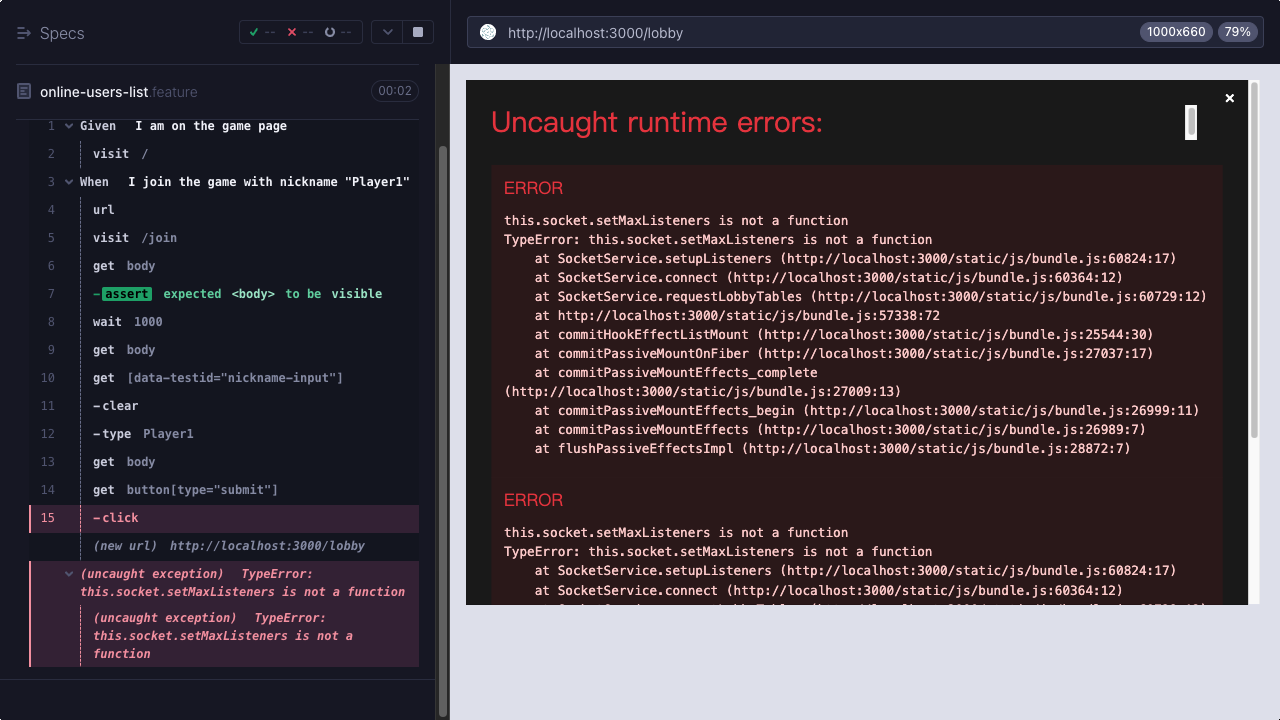 Specs
-- -- --
online-users-list.feature 00:02
1 Given I am on the game page
2 visit /
3 When I join the game with nickname "Player1"
4 url
5 visit /join
6 get body
7 -assert expected <body> to be visible
8 wait 1000
9 get body
10 get [data-testid="nickname-input"]
11 -clear
12 -type Player1
13 get body
14 get button[type="submit"]
15 -click
(new url) http://localhost:3000/lobby
(uncaught exception) TypeError:
this.socket.setMaxListeners is not a function
(uncaught exception) TypeError:
this.socket.setMaxListeners is not a
function
http://localhost:3000/lobby 1000x660 79%
Uncaught runtime errors:
ERROR
this.socket.setMaxListeners is not a function
TypeError: this.socket.setMaxListeners is not a function
at SocketService.setupListeners (http://localhost:3000/static/js/bundle.js:60824:17)
at SocketService.connect (http://localhost:3000/static/js/bundle.js:60364:12)
at SocketService.requestLobbyTables (http://localhost:3000/static/js/bundle.js:60729:12)
at http://localhost:3000/static/js/bundle.js:57338:72
at commitHookEffectListMount (http://localhost:3000/static/js/bundle.js:25544:30)
at commitPassiveMountOnFiber (http://localhost:3000/static/js/bundle.js:27037:17)
at commitPassiveMountEffects_complete
(http://localhost:3000/static/js/bundle.js:27009:13)
at commitPassiveMountEffects_begin (http://localhost:3000/static/js/bundle.js:26999:11)
at commitPassiveMountEffects (http://localhost:3000/static/js/bundle.js:26989:7)
at flushPassiveEffectsImpl (http://localhost:3000/static/js/bundle.js:28872:7)
ERROR
this.socket.setMaxListeners is not a function
TypeError: this.socket.setMaxListeners is not a function
at SocketService.setupListeners (http://localhost:3000/static/js/bundle.js:60824:17)
at SocketService.connect (http://localhost:3000/static/js/bundle.js:60364:12)